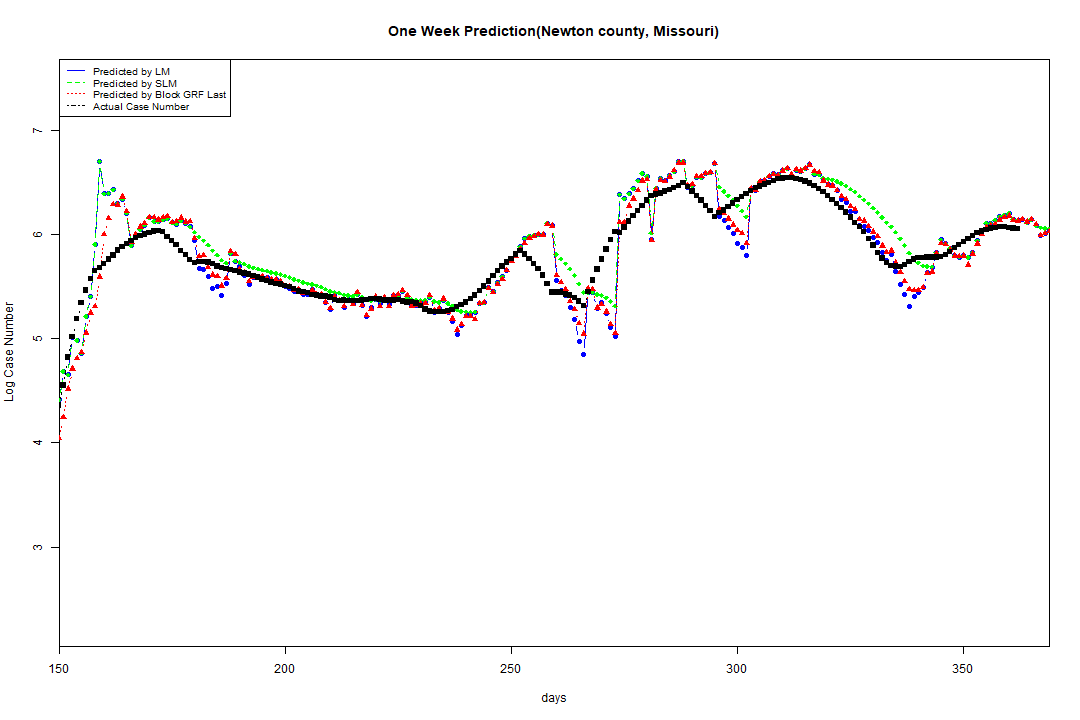 One Week Prediction(Newton county, Missouri)
Predicted by LM
Predicted by SLM
Predicted by Block GRF Last
Actual Case Number
7
6
5
4
3
Log Case Number
150 200 250 300 350
days